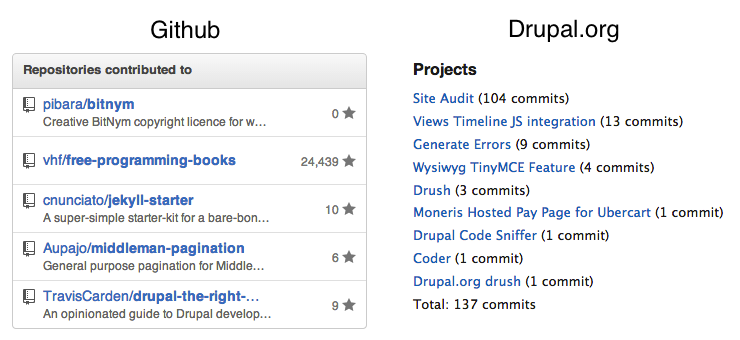 Github
Repositories contributed to
pibara/bitnym
Creative BitNym copyright licence for w...
0
vhf/free-programming-books
24,439
cnunciato/jekyll-starter
A super-simple starter-kit for a bare-bon...
10
Aupajo/middleman-pagination
General purpose pagination for Middle...
6
TravisCarden/drupal-the-right-...
An opinionated guide to Drupal develop...
9
Drupal.org
Projects
Site Audit (104 commits)
Views Timeline JS integration (13 commits)
Generate Errors (9 commits)
Wysiwyg TinyMCE Feature (4 commits)
Drush (3 commits)
Moneris Hosted Pay Page for Ubercart (1 commit)
Drupal Code Sniffer (1 commit)
Coder (1 commit)
Drupal.org drush (1 commit)
Total: 137 commits